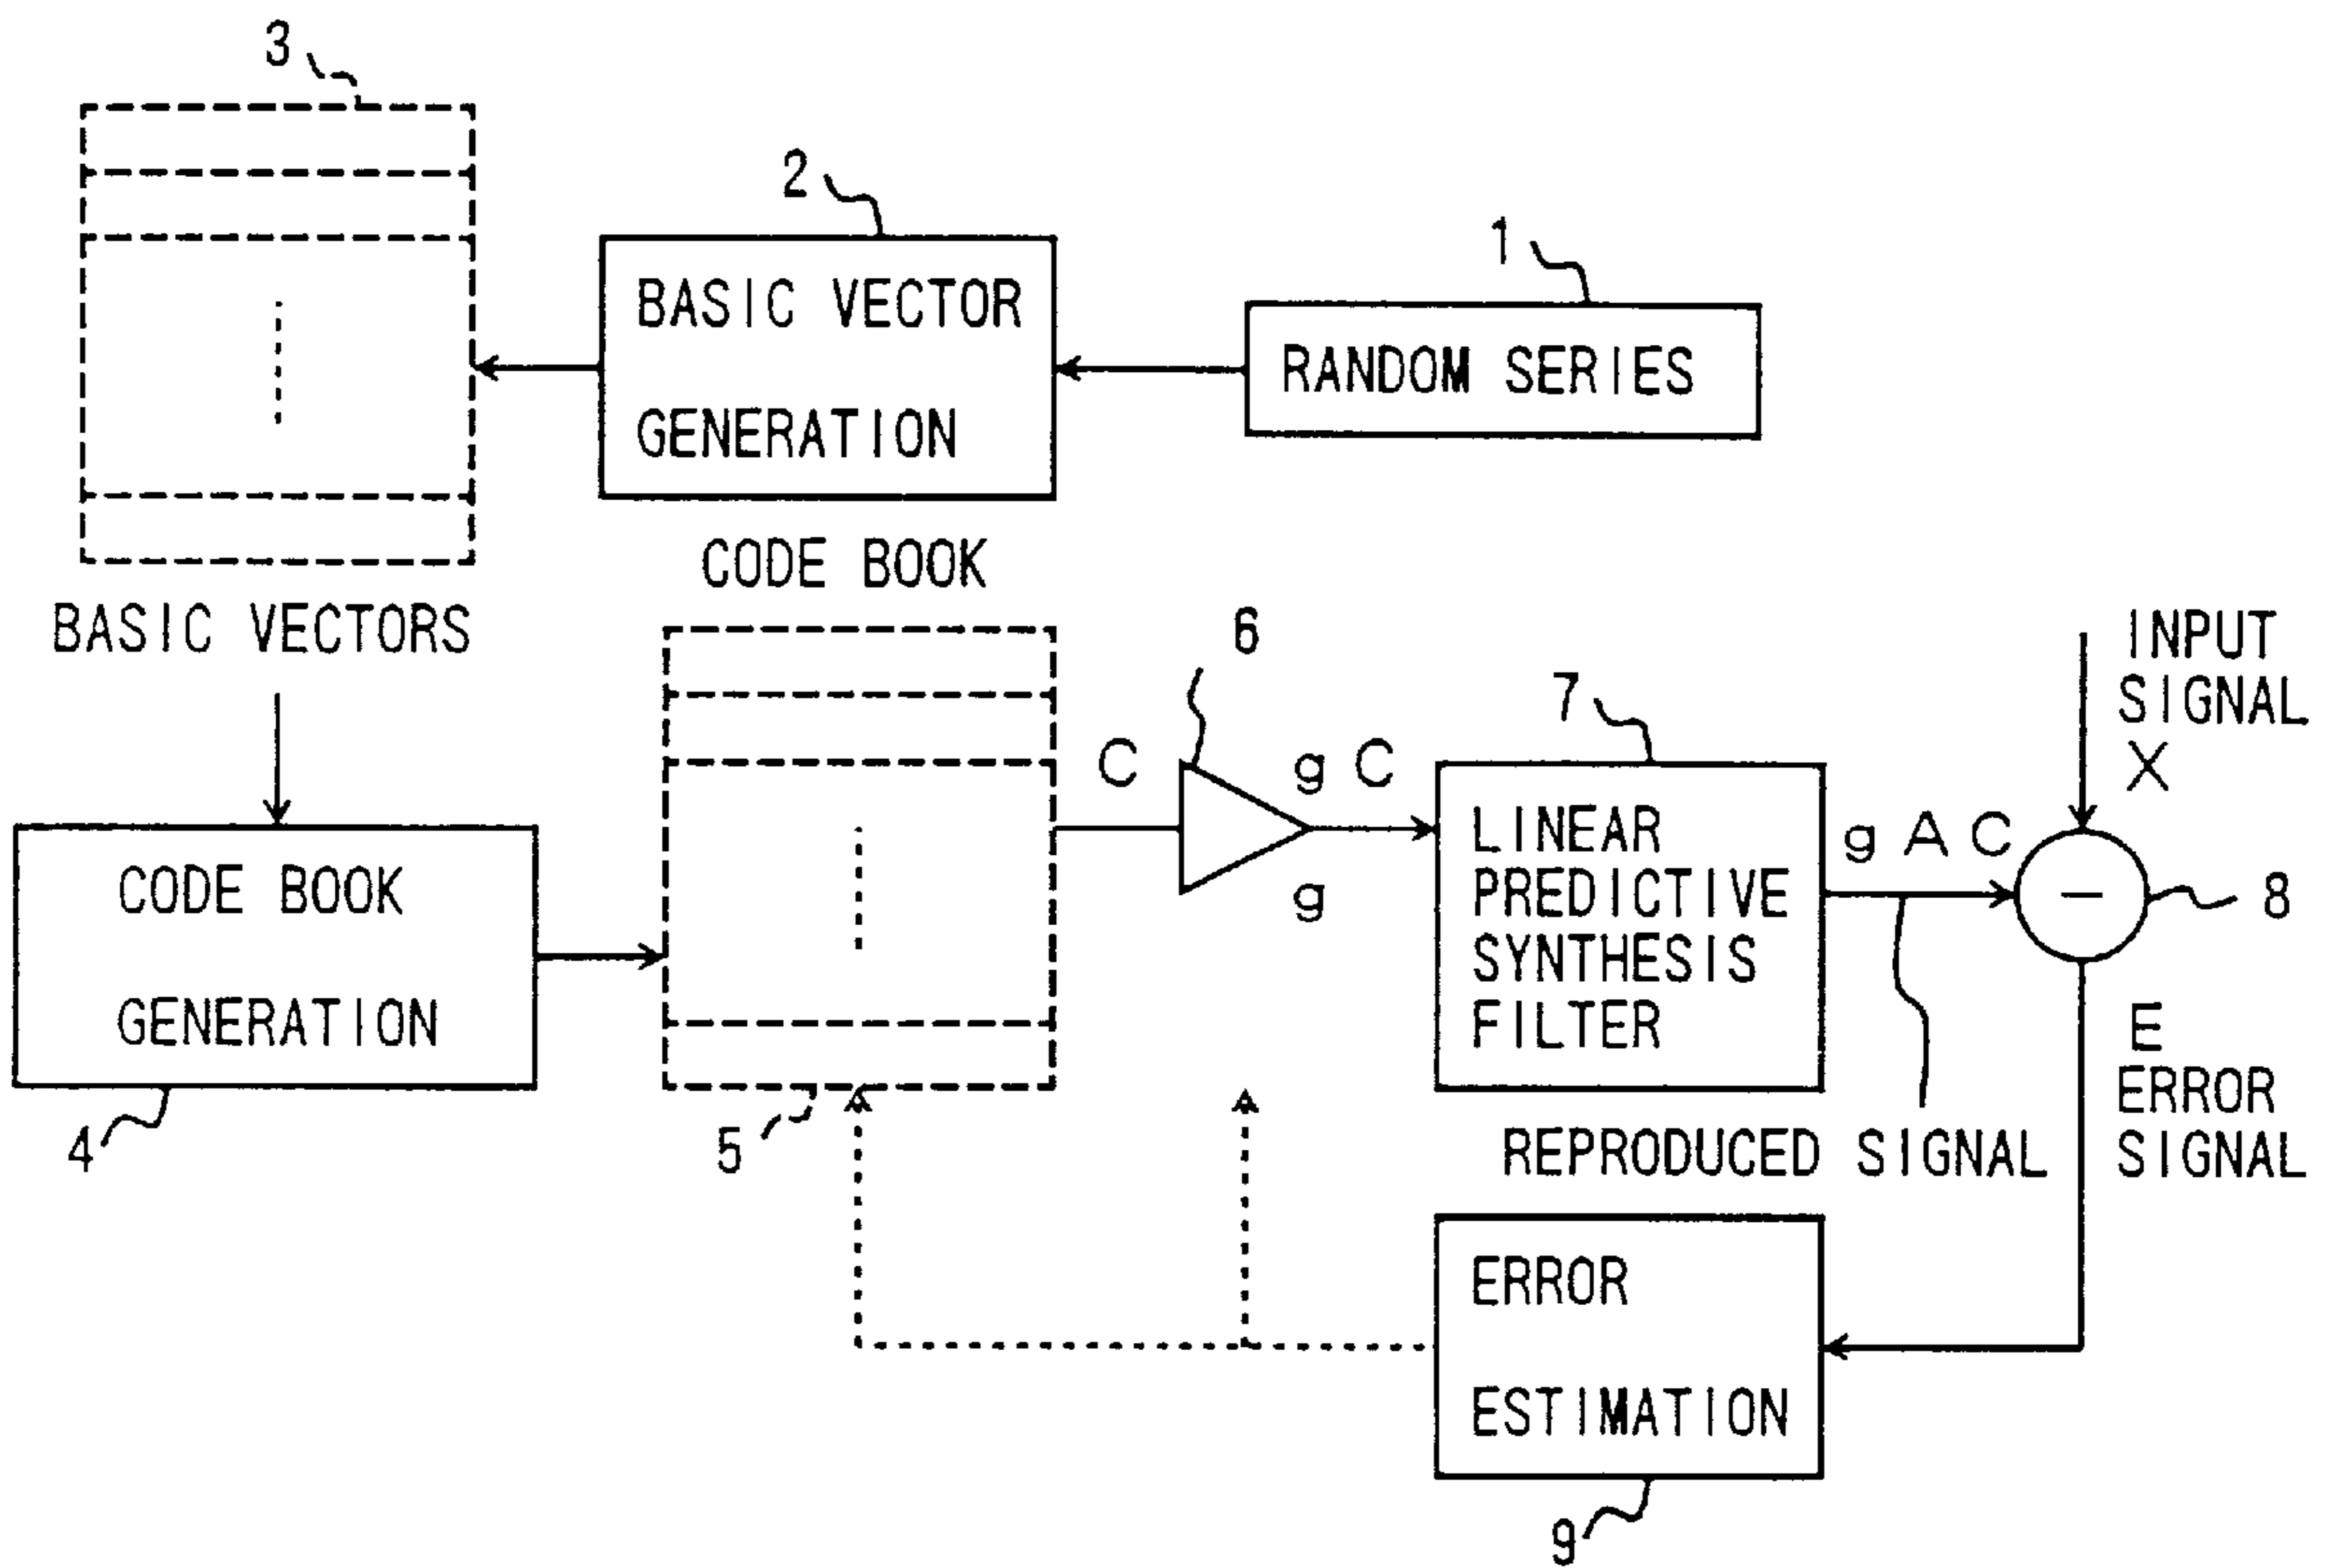 3
2
1
BASIC VECTOR
GENERATION
RANDOM SERIES
BASIC VECTORS
CODE BOOK
6
INPUT
SIGNAL
X
7
C
g C
g
LINEAR
PREDICTIVE
SYNTHESIS
FILTER
g A C
−
8
CODE BOOK
GENERATION
4
5
REPRODUCED SIGNAL
E
ERROR
SIGNAL
ERROR
ESTIMATION
9